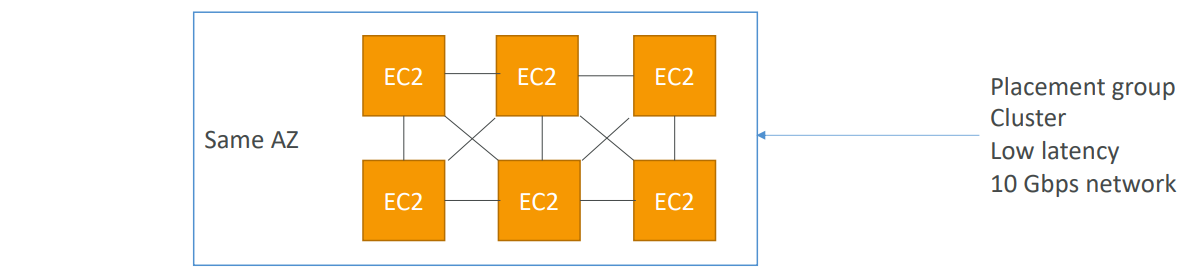 EC2
EC2
EC2
Same AZ
EC2
EC2
EC2
Placement group
Cluster
Low latency
10 Gbps network